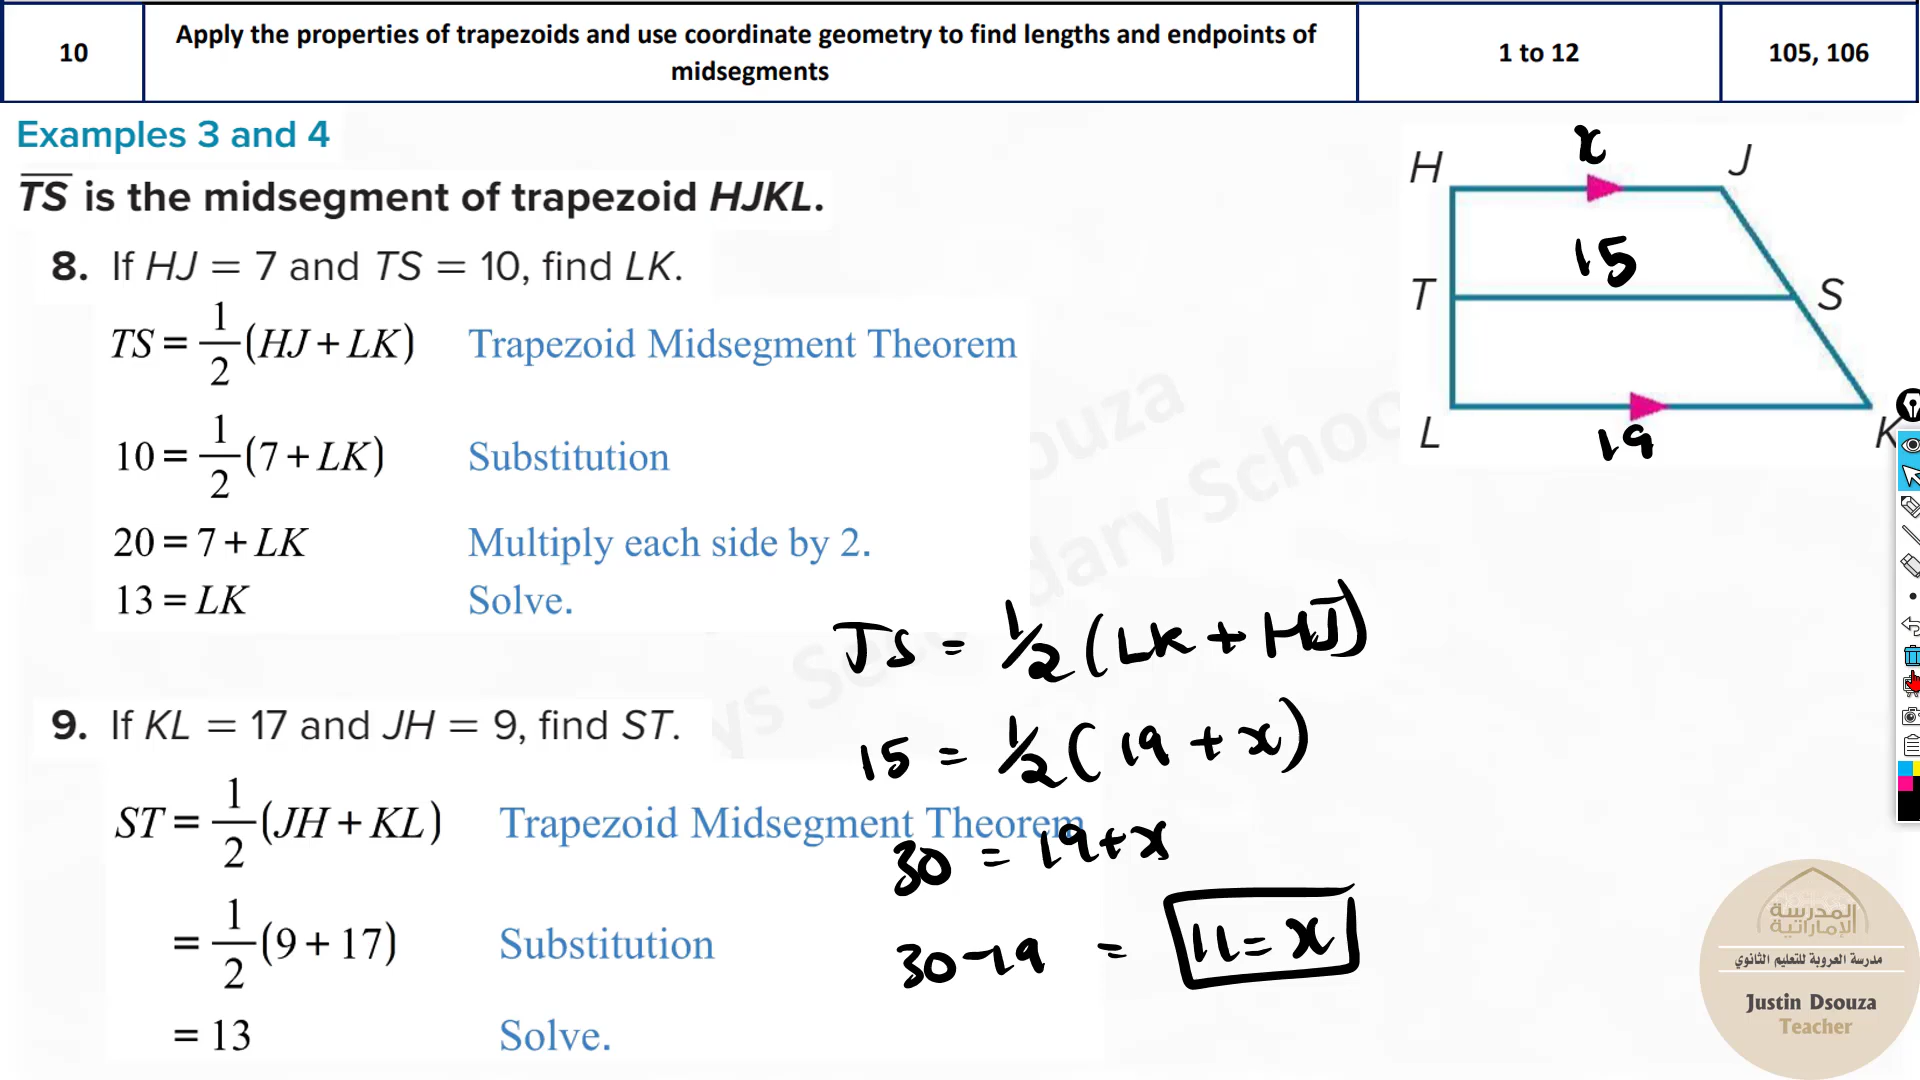 10
Apply the properties of trapezoids and use coordinate geometry to find lengths and endpoints of
midsegments
1 to 12
105, 106
Examples 3 and 4
TS is the midsegment of trapezoid HJKL.
8. If HJ = 7 and TS = 10, find LK.
TS = 1/2 (HJ + LK) Trapezoid Midsegment Theorem
10 = 1/2 (7 + LK) Substitution
20 = 7 + LK Multiply each side by 2.
13 = LK Solve.
9. If KL = 17 and JH = 9, find ST.
ST = 1/2 (JH + KL) Trapezoid Midsegment Theorem
= 1/2 (9 + 17) Substitution
= 13 Solve.
x
H J
15
T S
L K
19
TS = 1/2 (LK + HJ)
15 = 1/2 (19 + x)
30 = 19 + x
30 - 19 = 11 = x
المدرسة
الإماراتية
مدرسة العروبة للتعليم الثانوي
Justin Dsouza
Teacher